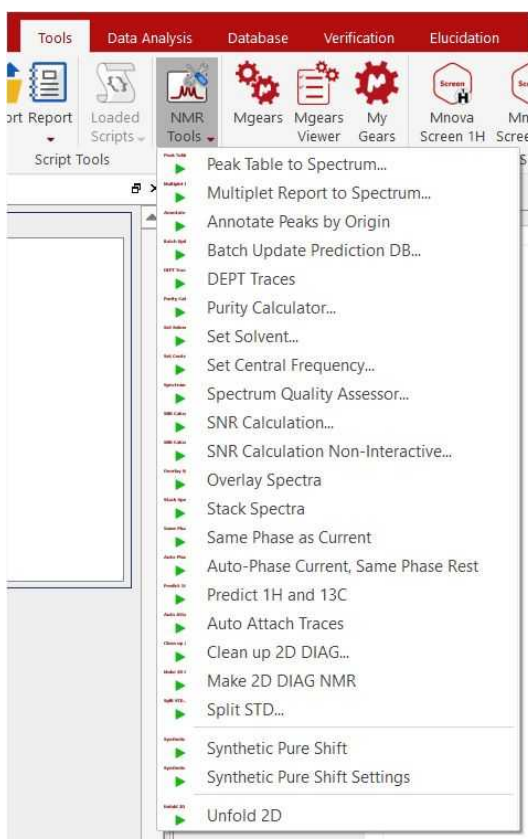 Tools Data Analysis Database Verification Elucidation
ort Report Loaded Scripts NMR Tools Mgears Mgears Viewer My Gears Screen Mnova Screen 1H
Script Tools
Peak Table to Spectrum...
Multiplet Report to Spectrum...
Annotate Peaks by Origin
Batch Update Prediction DB...
DEPT Traces
Purity Calculator...
Set Solvent...
Set Central Frequency...
Spectrum Quality Assessor...
SNR Calculation...
SNR Calculation Non-Interactive...
Overlay Spectra
Stack Spectra
Same Phase as Current
Auto-Phase Current, Same Phase Rest
Predict 1H and 13C
Auto Attach Traces
Clean up 2D DIAG...
Make 2D DIAG NMR
Split STD...
Synthetic Pure Shift
Synthetic Pure Shift Settings
Unfold 2D